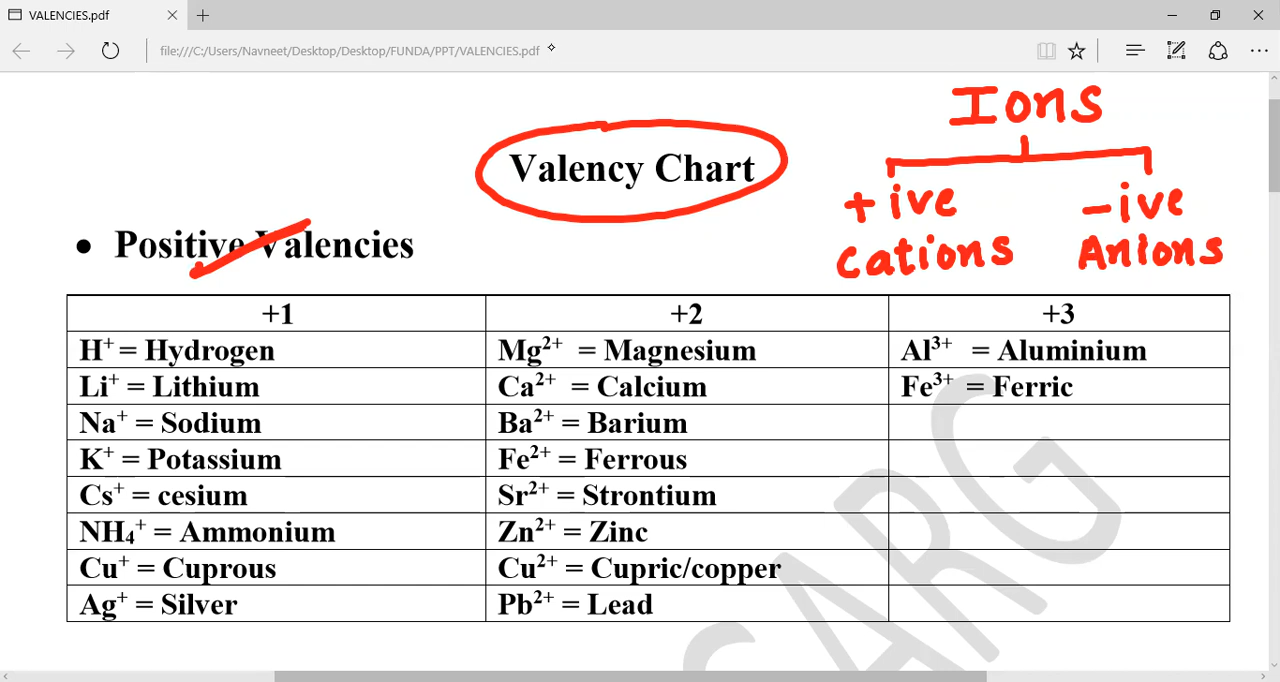 VALENCIES.pdf
file:///C:/Users/Navneet/Desktop/Desktop/FUNDA/PPT/VALENCIES.pdf
Ions
+ive -ive
Cations Anions
Valency Chart
• Positive Valencies
+1 +2 +3
H⁺ = Hydrogen Mg²⁺ = Magnesium Al³⁺ = Aluminium
Li⁺ = Lithium Ca²⁺ = Calcium Fe³⁺ = Ferric
Na⁺ = Sodium Ba²⁺ = Barium
K⁺ = Potassium Fe²⁺ = Ferrous
Cs⁺ = cesium Sr²⁺ = Strontium
NH₄⁺ = Ammonium Zn²⁺ = Zinc
Cu⁺ = Cuprous Cu²⁺ = Cupric/copper
Ag⁺ = Silver Pb²⁺ = Lead
ARG